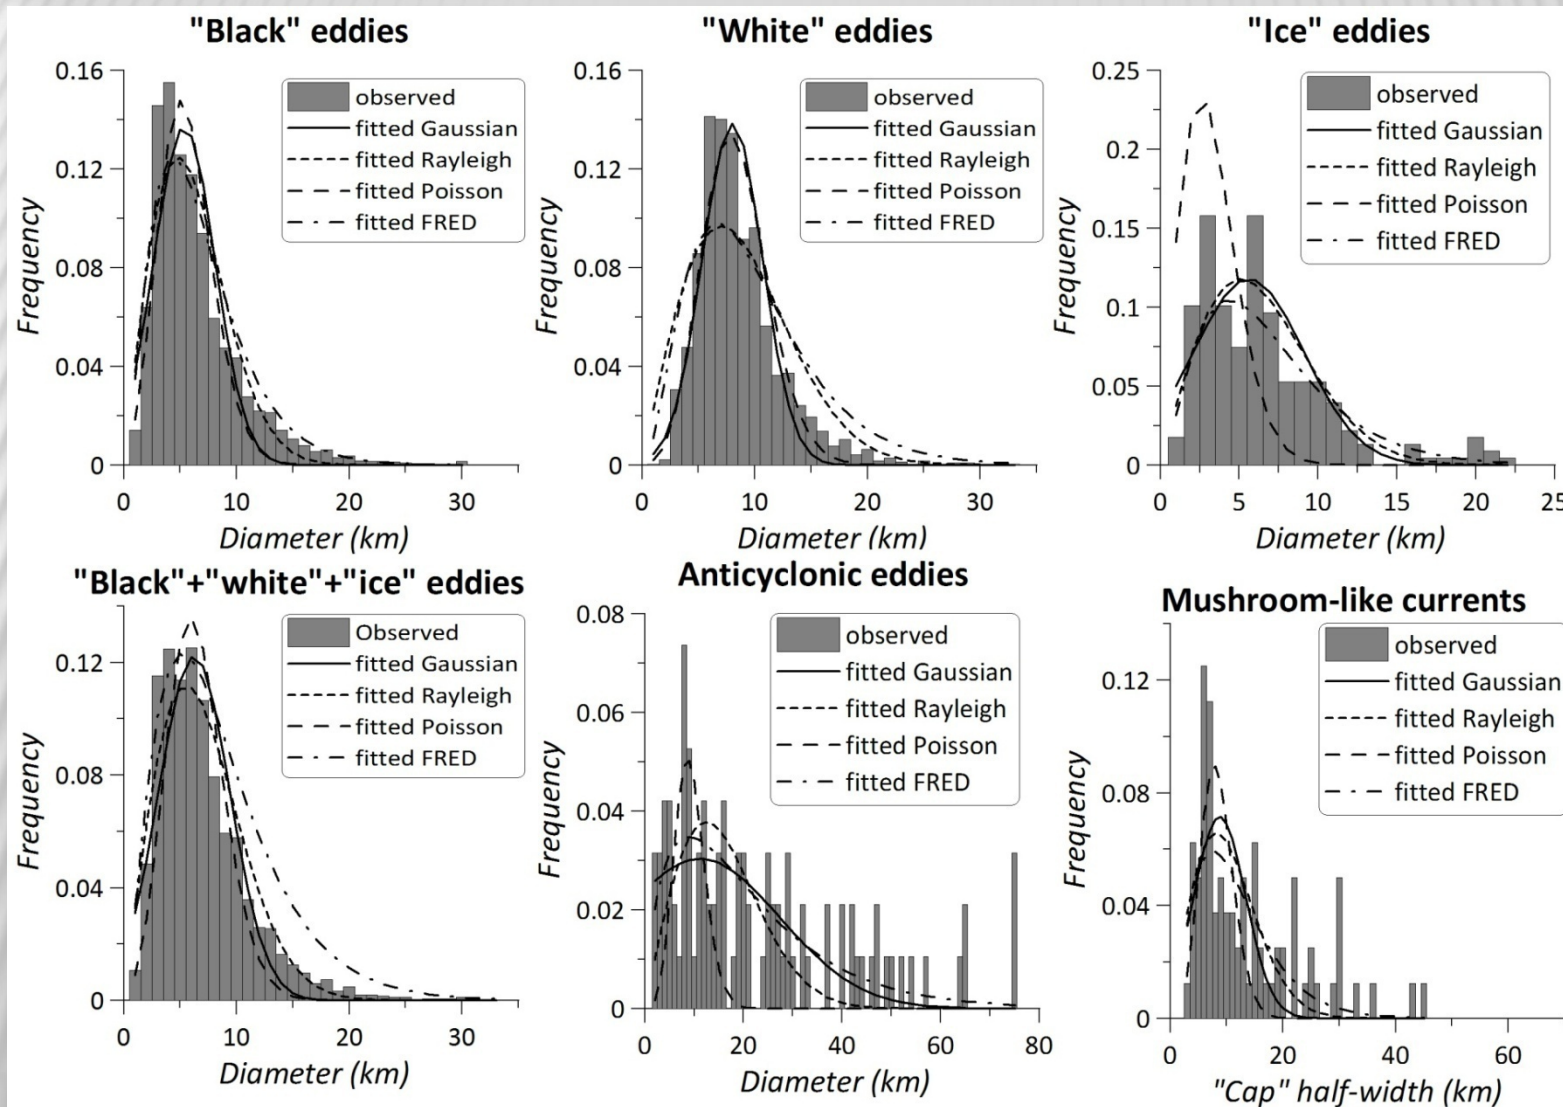 "Black" eddies
0.16
0.12
0.08
0.04
0
Frequency
observed
fitted Gaussian
fitted Rayleigh
fitted Poisson
fitted FRED
0 10 20 30
Diameter (km)
"White" eddies
0.16
0.12
0.08
0.04
0
Frequency
observed
fitted Gaussian
fitted Rayleigh
fitted Poisson
fitted FRED
0 10 20 30
Diameter (km)
"Ice" eddies
0.25
0.2
0.15
0.1
0.05
0
Frequency
observed
fitted Gaussian
fitted Rayleigh
fitted Poisson
fitted FRED
0 5 10 15 20 25
Diameter (km)
"Black"+"white"+"ice" eddies
0.12
0.08
0.04
0
Frequency
Observed
fitted Gaussian
fitted Rayleigh
fitted Poisson
fitted FRED
0 10 20 30
Diameter (km)
Anticyclonic eddies
0.08
0.06
0.04
0.02
0
Frequency
observed
fitted Gaussian
fitted Rayleigh
fitted Poisson
fitted FRED
0 20 40 60 80
Diameter (km)
Mushroom-like currents
0.12
0.08
0.04
0
Frequency
observed
fitted Gaussian
fitted Rayleigh
fitted Poisson
fitted FRED
0 20 40 60
"Cap" half-width (km)